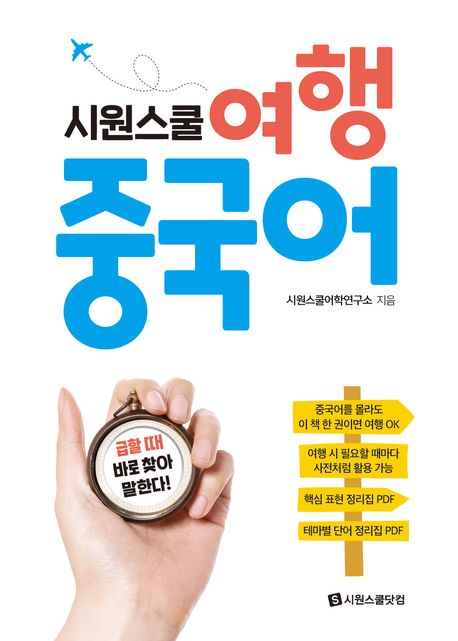 시원스쿨 여행
중국어
시원스쿨어학연구소 지음
급할 때
바로 찾아
말한다!
중국어를 몰라도
이 책 한 권이면 여행 OK
여행 시 필요할 때마다
사전처럼 활용 가능
핵심 표현 정리집 PDF
테마별 단어 정리집 PDF
S 시원스쿨닷컴